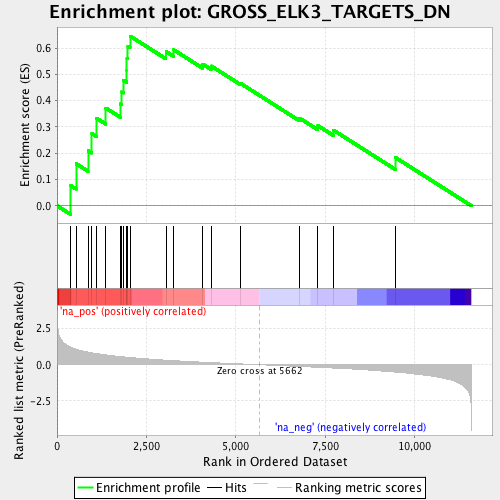 Enrichment plot: GROSS_ELK3_TARGETS_DN
Enrichment score (ES)
0.6
0.5
0.4
0.3
0.2
0.1
0.0
'na_pos' (positively correlated)
Ranked list metric (PreRanked)
2.5
0.0
-2.5
Zero cross at 5662
'na_neg' (negatively correlated)
0
2,500
5,000
7,500
10,000
Rank in Ordered Dataset
Enrichment profile
Hits
Ranking metric scores